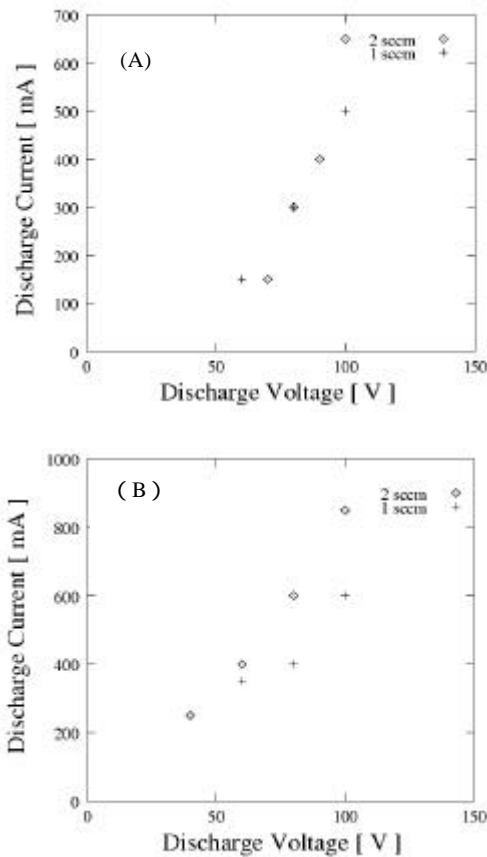 700
600
500
400
300
200
100
0
(A)
2 sccm
1 sccm
Discharge Current [ mA ]
0
50
100
150
Discharge Voltage [ V ]
1000
800
600
400
200
0
( B )
2 sccm
1 sccm
Discharge Current [ mA ]
0
50
100
150
Discharge Voltage [ V ]